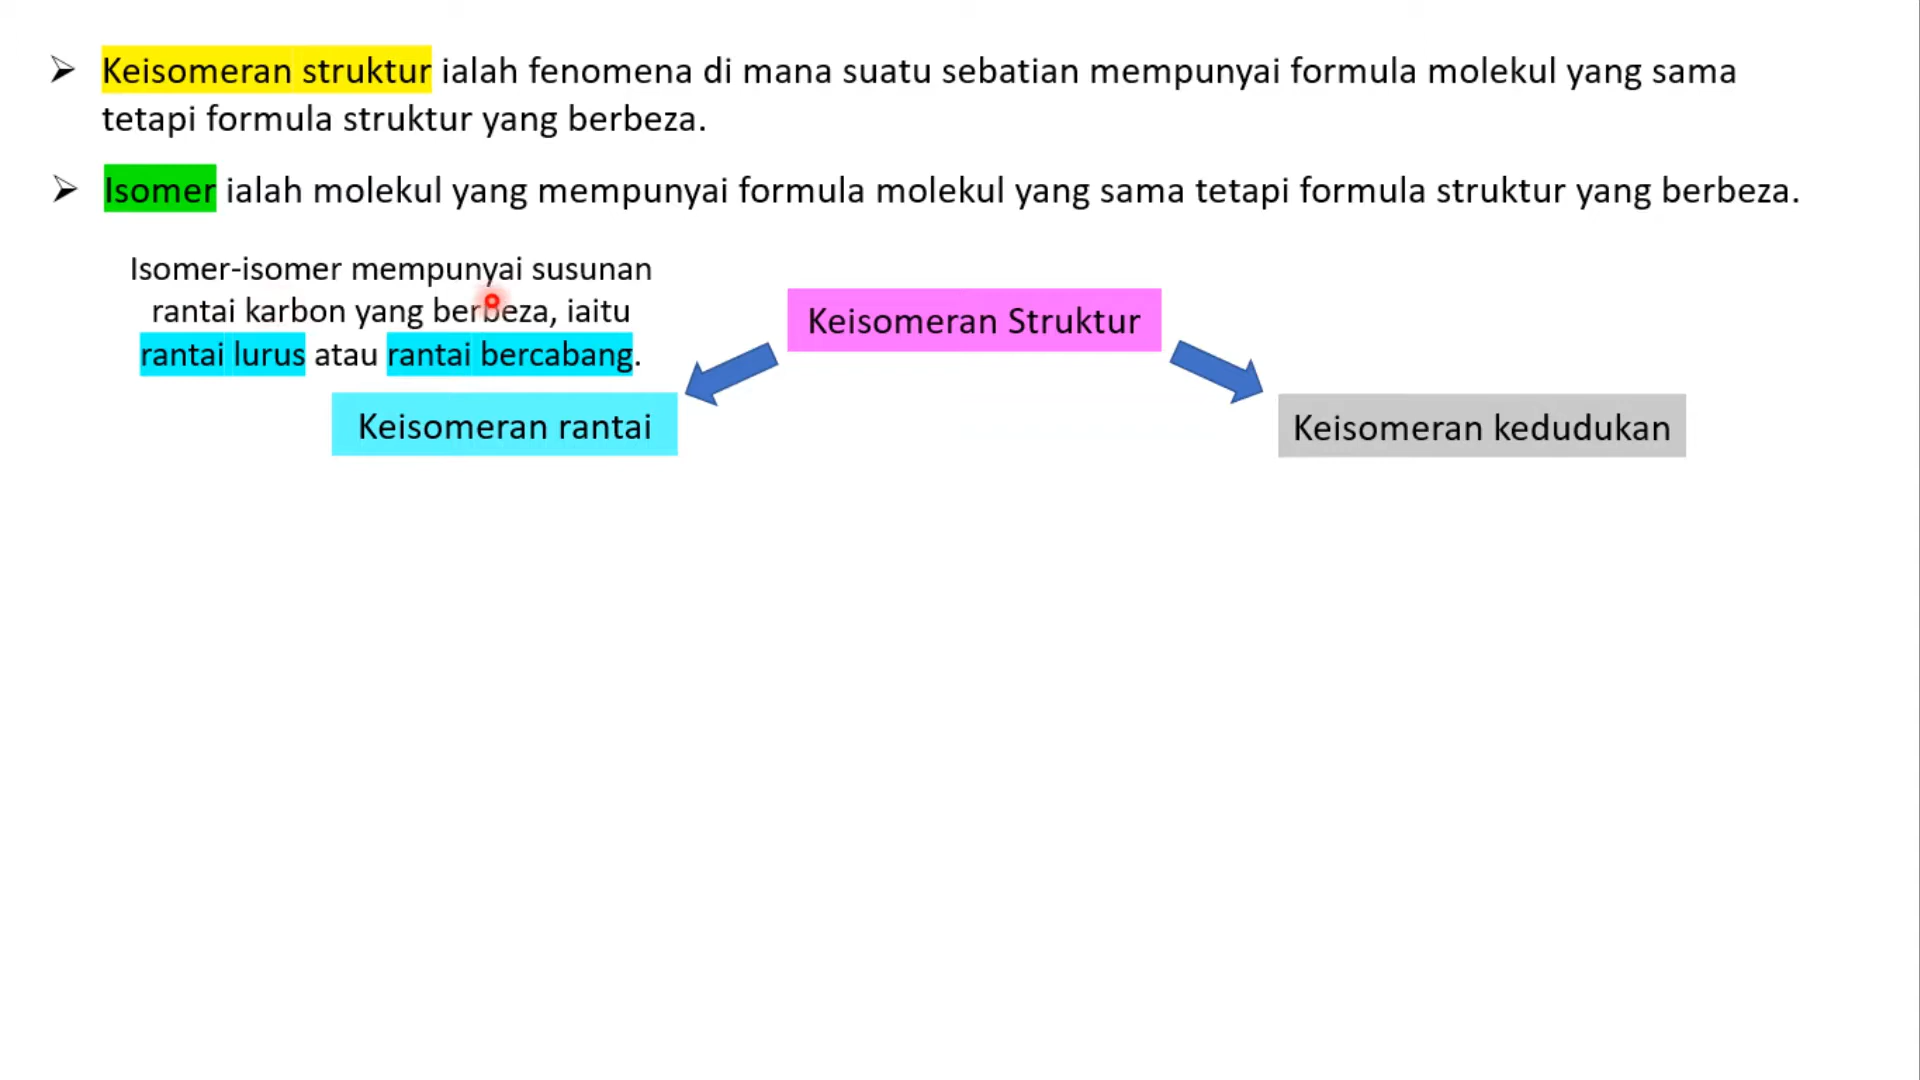 ➢ Keisomeran struktur ialah fenomena di mana suatu sebatian mempunyai formula molekul yang sama
tetapi formula struktur yang berbeza.
➢ Isomer ialah molekul yang mempunyai formula molekul yang sama tetapi formula struktur yang berbeza.
Isomer-isomer mempunyai susunan
rantai karbon yang berbeza, iaitu
rantai lurus atau rantai bercabang.
Keisomeran Struktur
Keisomeran rantai
Keisomeran kedudukan